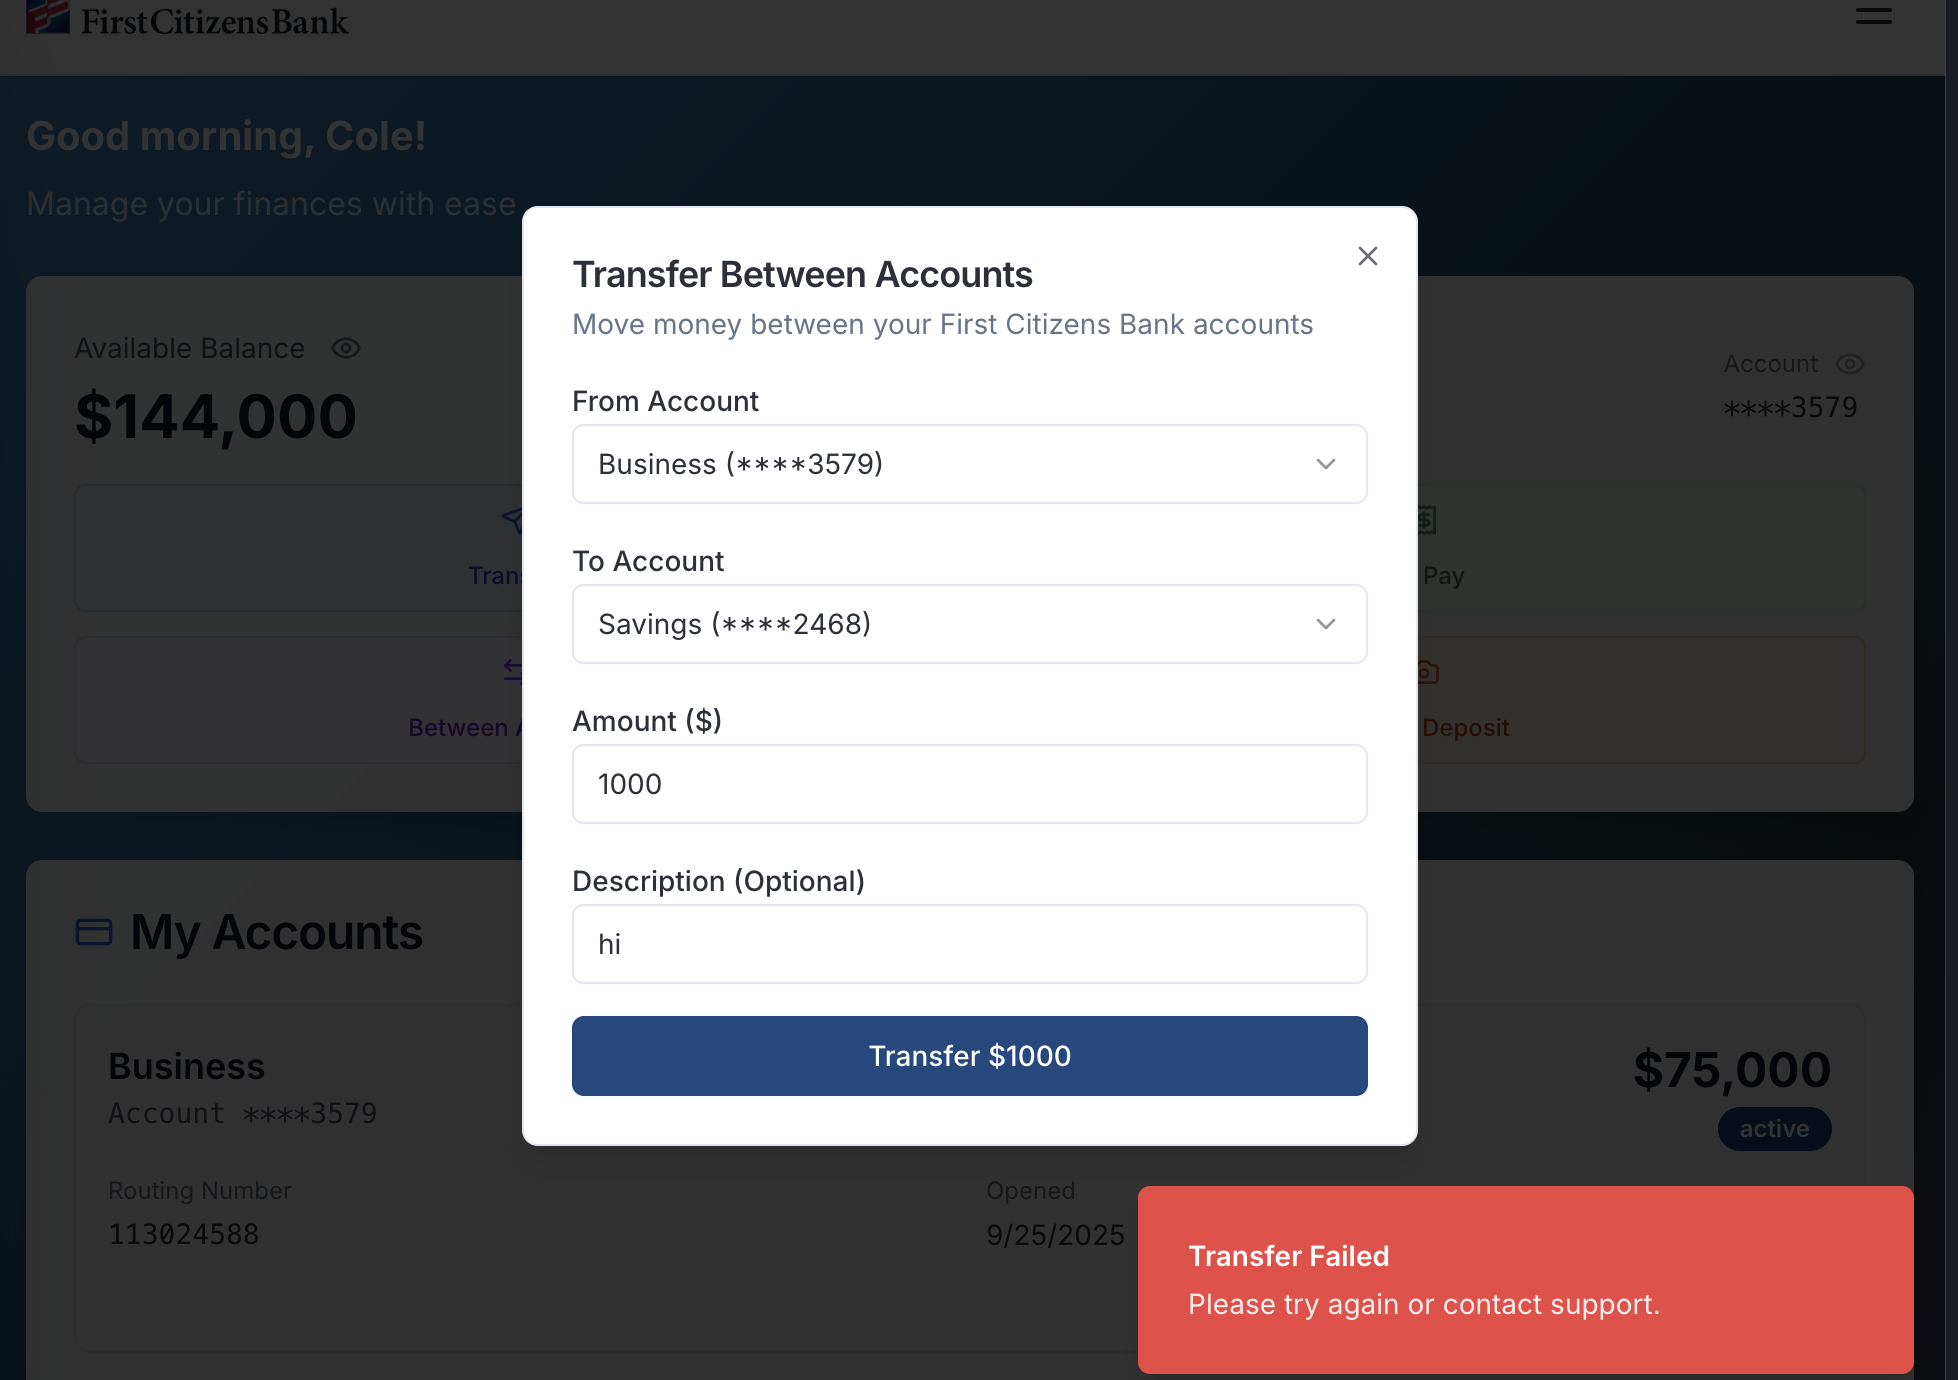 First Citizens Bank
Good morning, Cole!
Manage your finances with ease
Available Balance
$144,000
Account
****3579
Transfer Between Accounts
Move money between your First Citizens Bank accounts
From Account
Business (****3579)
To Account
Savings (****2468)
Amount ($)
1000
Description (Optional)
hi
Transfer $1000
Trans
Pay
Between A
Deposit
My Accounts
Business
Account ****3579
$75,000
active
Routing Number
113024588
Opened
9/25/2025
Transfer Failed
Please try again or contact support.